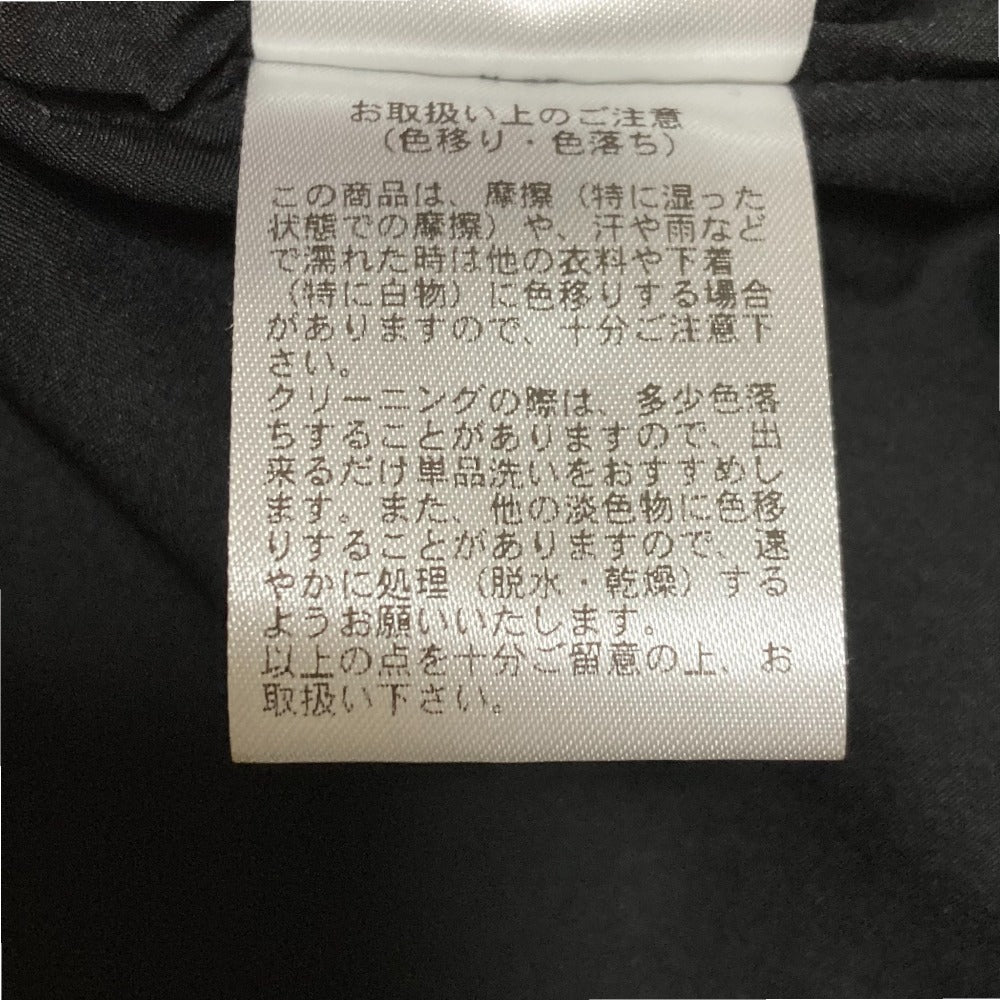 お取扱い上のご注意
（色移り・色落ち）
この商品は、摩擦（特に湿った
状態での摩擦）や、汗や雨など
で濡れた時は他の衣料や下着
（特に白物）に色移りする場合
がありますので、十分ご注意下
さい。
クリーニングの際は、多少色落
ちすることがありますので、出
来るだけ単品洗いをおすすめし
ます。また、他の淡色物に色移
りすることがありますので、速
やかに処理（脱水・乾燥）する
ようお願いいたします。
以上の点を十分ご留意の上、お
取扱い下さい。